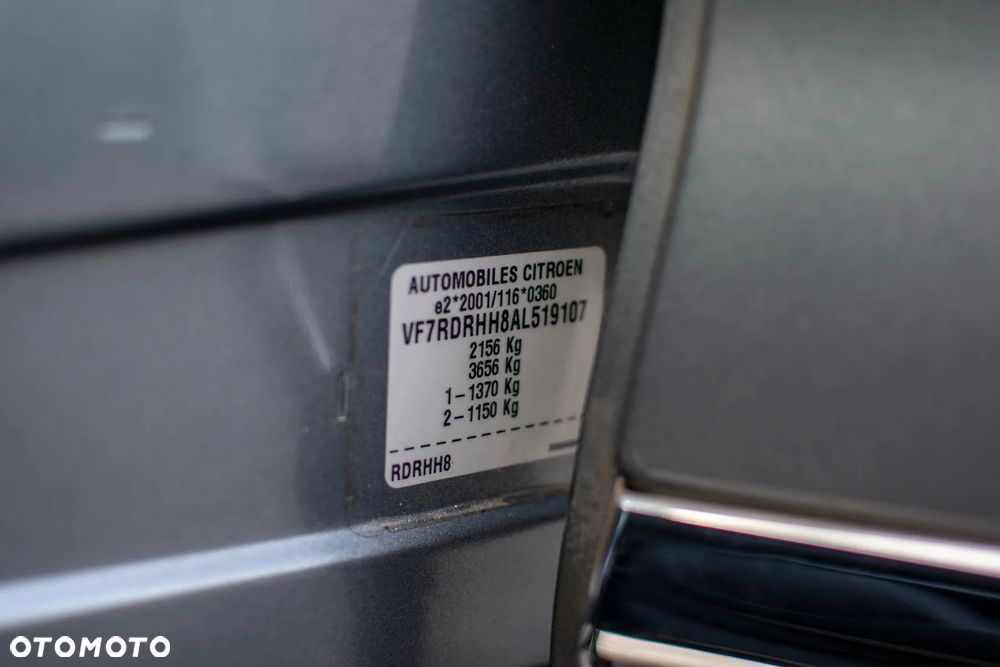 AUTOMOBILES CITROEN
e2*2001/116*0360
VF7RDRHH8AL519107
2156 Kg
3656 Kg
1-1370 Kg
2-1150 Kg
RDRHH8
OTOMOTO